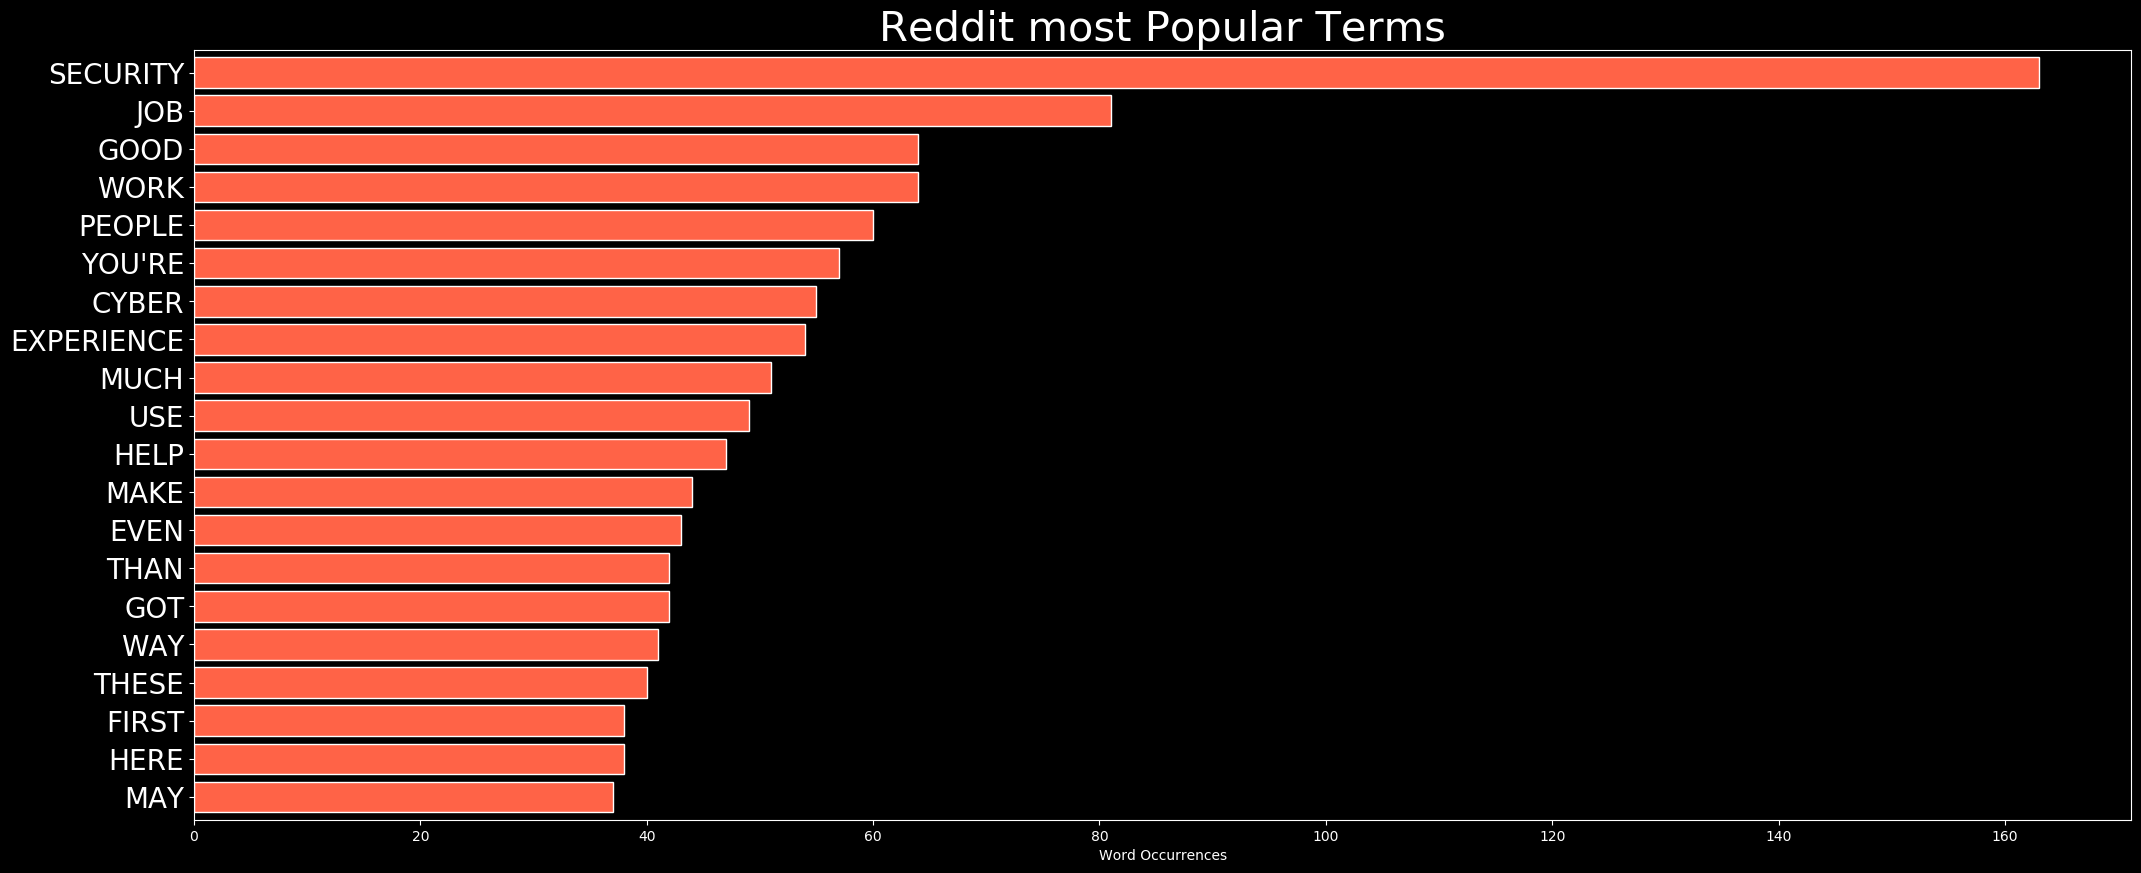 Reddit most Popular Terms
SECURITY
JOB
GOOD
WORK
PEOPLE
YOU'RE
CYBER
EXPERIENCE
MUCH
USE
HELP
MAKE
EVEN
THAN
GOT
WAY
THESE
FIRST
HERE
MAY
0 20 40 60 80 100 120 140 160
Word Occurrences